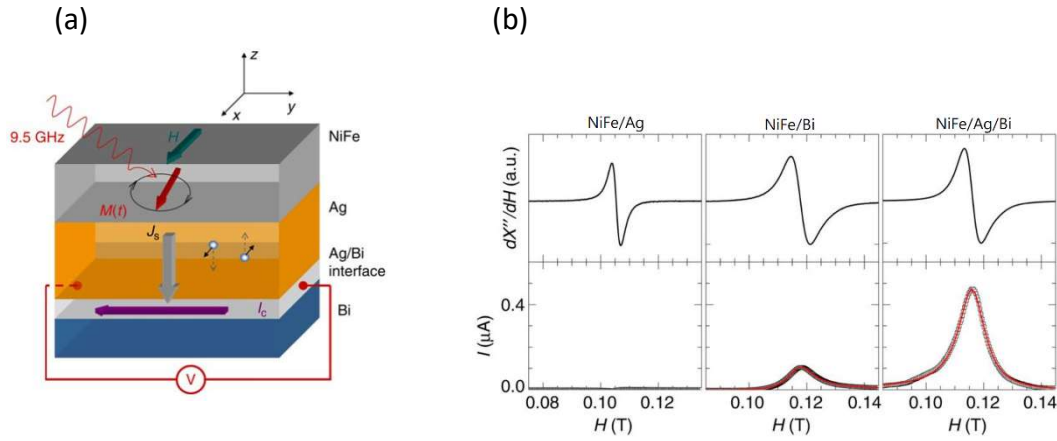 (a)
(b)
z
y
x
9.5 GHz
H
NiFe
M(t)
Ag
Js
Ag/Bi
interface
Ic
Bi
V
NiFe/Ag
NiFe/Bi
NiFe/Ag/Bi
dX''/dH (a.u.)
I (μA)
0.4
0.0
0.08 0.10 0.12
0.10 0.12 0.14
0.10 0.12 0.14
H (T)
H (T)
H (T)